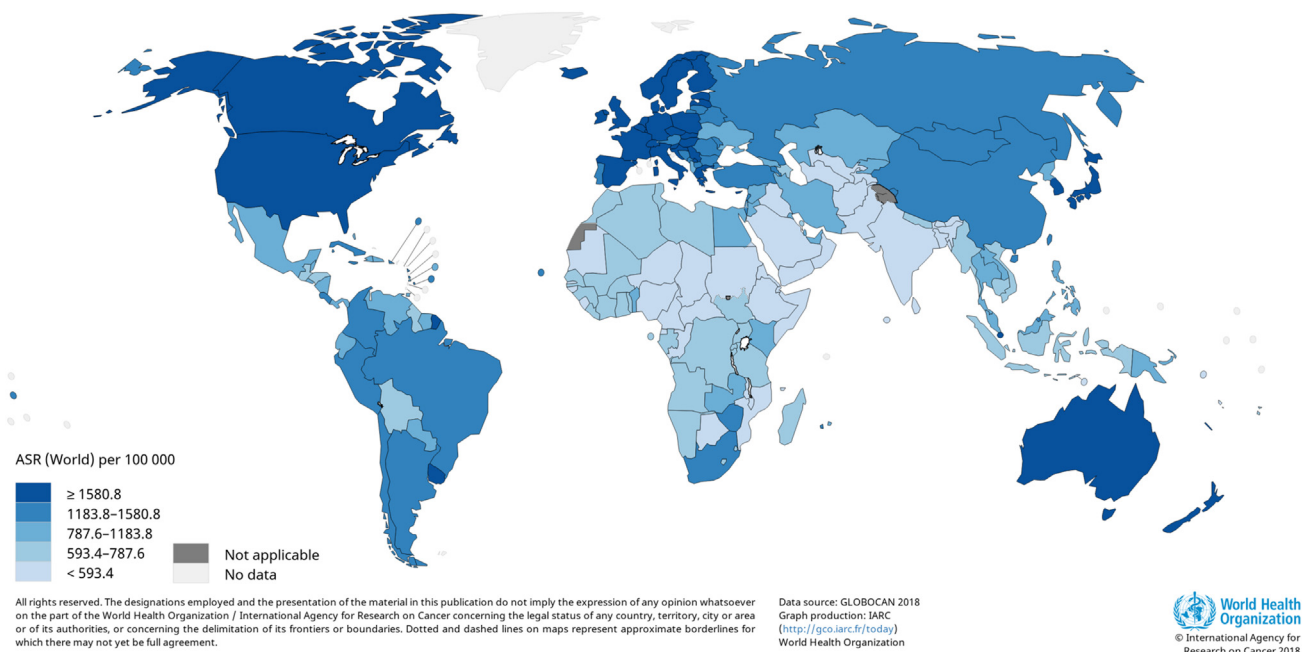 ASR (World) per 100 000
≥ 1580.8
1183.8–1580.8
787.6–1183.8
593.4–787.6
< 593.4
Not applicable
No data
All rights reserved. The designations employed and the presentation of the material in this publication do not imply the expression of any opinion whatsoever
on the part of the World Health Organization / International Agency for Research on Cancer concerning the legal status of any country, territory, city or area
or of its authorities, or concerning the delimitation of its frontiers or boundaries. Dotted and dashed lines on maps represent approximate borderlines for
which there may not yet be full agreement.
Data source: GLOBOCAN 2018
Graph production: IARC
(http://gco.iarc.fr/today)
World Health Organization
World Health
Organization
© International Agency for
Research on Cancer 2018